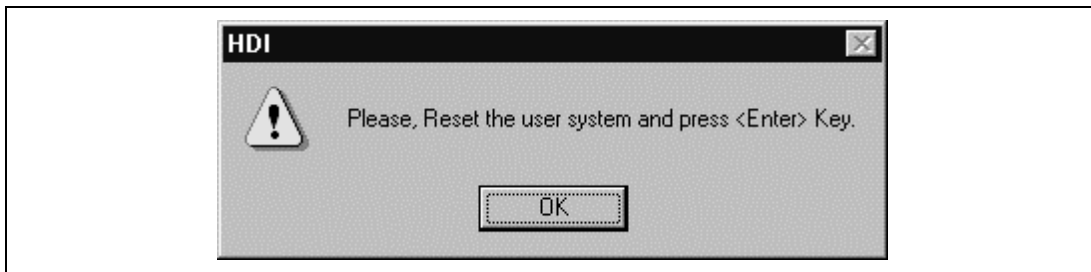 HDI
Please, Reset the user system and press <Enter> Key.
OK